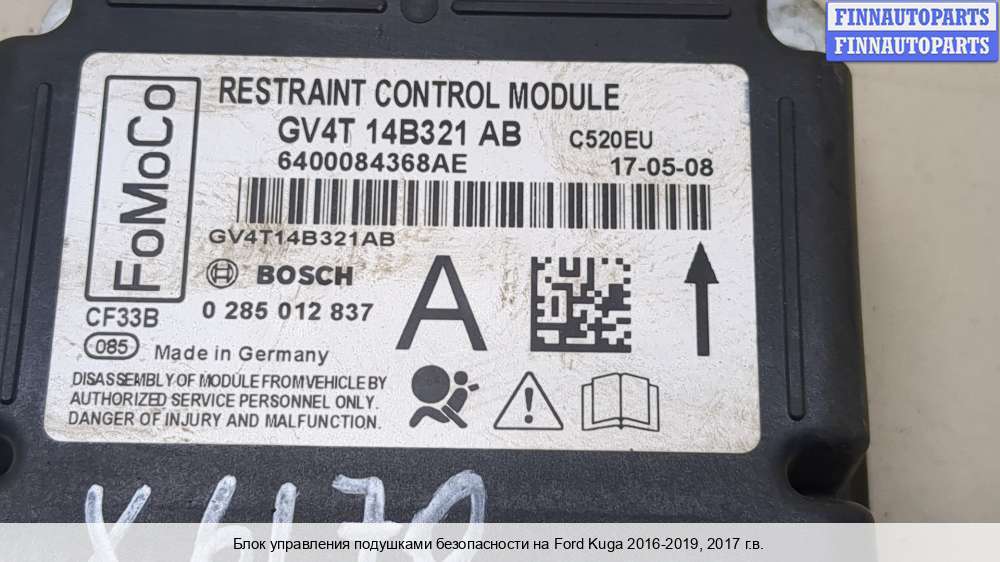 FINNAUTOPARTS
FINNAUTOPARTS
FoMoCo
RESTRAINT CONTROL MODULE
GV4T 14B321 AB C520EU
6400084368AE 17-05-08
GV4T14B321AB
BOSCH
0 285 012 837
A
CF33B
085
Made in Germany
DISASSEMBLY OF MODULE FROM VEHICLE BY
AUTHORIZED SERVICE PERSONNEL ONLY.
DANGER OF INJURY AND MALFUNCTION.
X6170
Блок управления подушками безопасности на Ford Kuga 2016-2019, 2017 г.в.